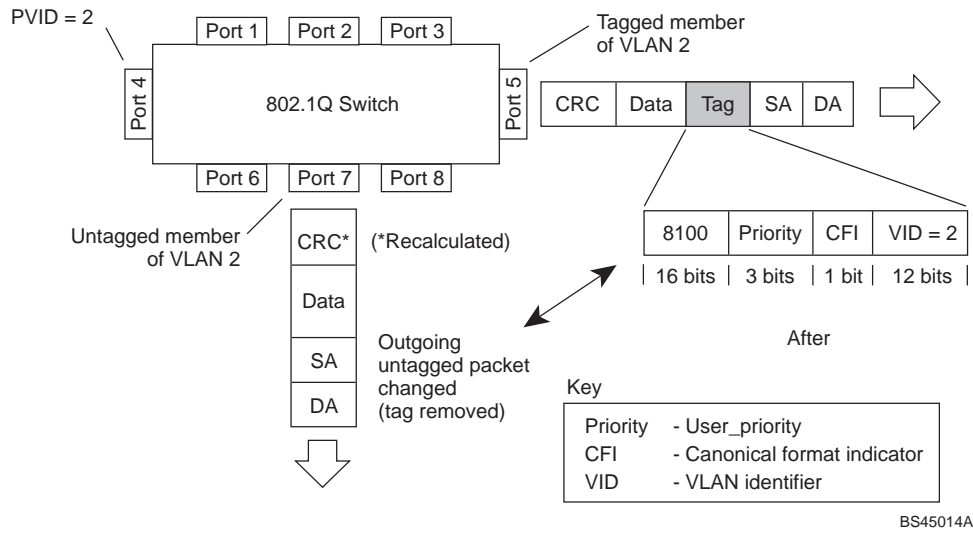 PVID = 2
Port 1
Port 2
Port 3
Tagged member
of VLAN 2
Port 4
802.1Q Switch
Port 5
CRC
Data
Tag
SA
DA
Port 6
Port 7
Port 8
Untagged member
of VLAN 2
CRC*
(*Recalculated)
8100
Priority
CFI
VID = 2
16 bits
3 bits
1 bit
12 bits
Data
SA
DA
Outgoing
untagged packet
changed
(tag removed)
After
Key
Priority - User_priority
CFI - Canonical format indicator
VID - VLAN identifier
BS45014A